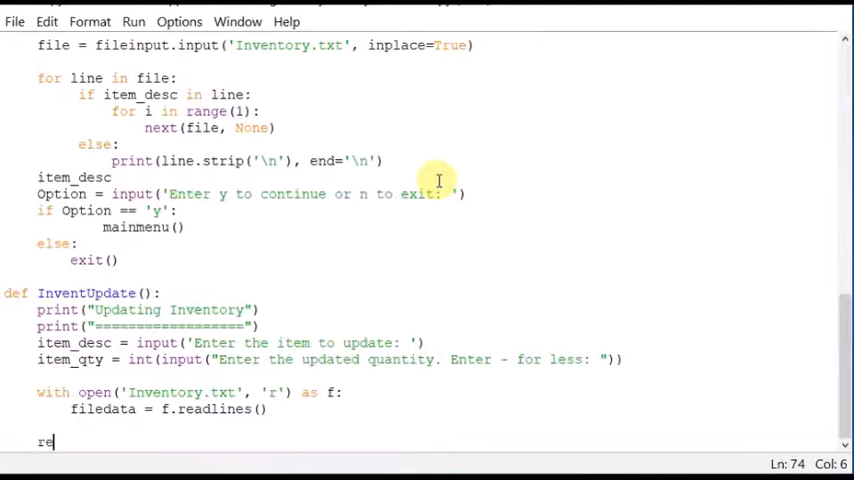 File Edit Format Run Options Window Help
file = fileinput.input('Inventory.txt', inplace=True)
for line in file:
if item_desc in line:
for i in range(1):
next(file, None)
else:
print(line.strip('\n'), end='\n')
item_desc
Option = input('Enter y to continue or n to exit: ')
if Option == 'y':
mainmenu()
else:
exit()
def InventUpdate():
print("Updating Inventory")
print("==================")
item_desc = input('Enter the item to update: ')
item_qty = int(input("Enter the updated quantity. Enter - for less: "))
with open('Inventory.txt', 'r') as f:
filedata = f.readlines()
re
Ln: 74 Col: 6